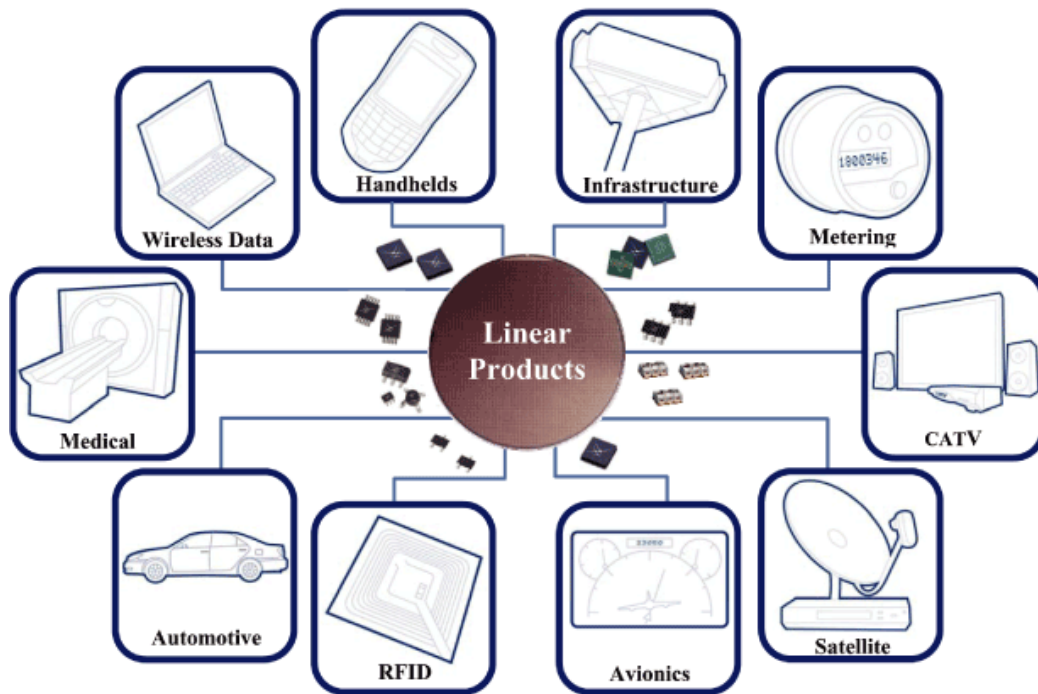 Handhelds
Infrastructure
Wireless Data
1800346
Metering
Linear
Products
Medical
CATV
Automotive
RFID
Avionics
Satellite